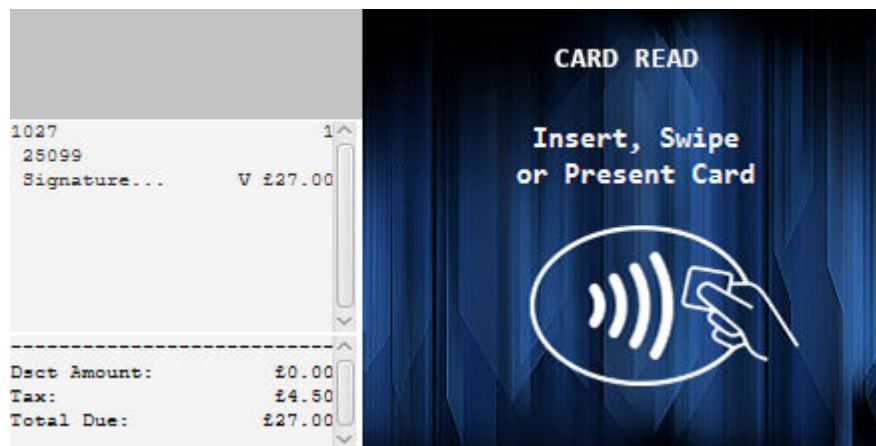 1027 1
25099
Signature... V £27.00
---------------------------
Dsct Amount: £0.00
Tax: £4.50
Total Due: £27.00
CARD READ
Insert, Swipe
or Present Card